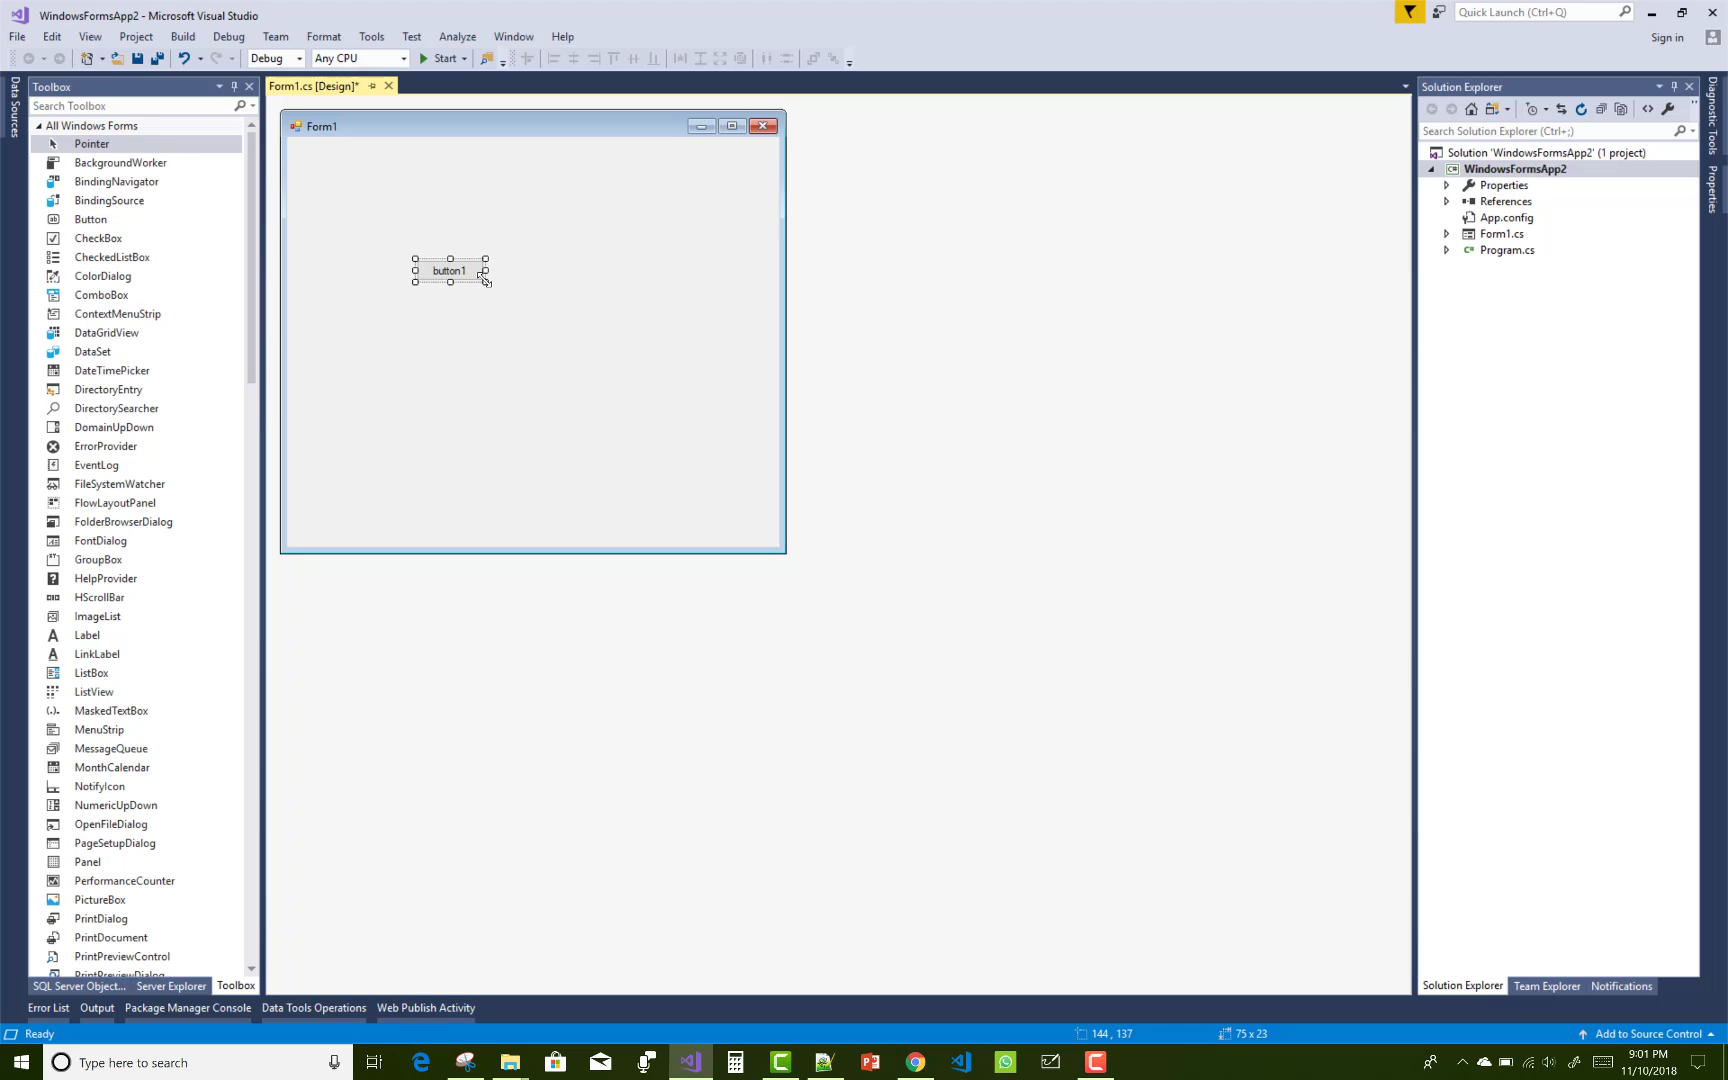 WindowsFormsApp2 - Microsoft Visual Studio
Quick Launch (Ctrl+Q)
File Edit View Project Build Debug Team Format Tools Test Analyze Window Help
Sign in
Debug Any CPU Start
Data Sources
Toolbox
Search Toolbox
All Windows Forms
Pointer
BackgroundWorker
BindingNavigator
BindingSource
Button
CheckBox
CheckedListBox
ColorDialog
ComboBox
ContextMenuStrip
DataGridView
DataSet
DateTimePicker
DirectoryEntry
DirectorySearcher
DomainUpDown
ErrorProvider
EventLog
FileSystemWatcher
FlowLayoutPanel
FolderBrowserDialog
FontDialog
GroupBox
HelpProvider
HScrollBar
ImageList
Label
LinkLabel
ListBox
ListView
MaskedTextBox
MenuStrip
MessageQueue
MonthCalendar
NotifyIcon
NumericUpDown
OpenFileDialog
PageSetupDialog
Panel
PerformanceCounter
PictureBox
PrintDialog
PrintDocument
PrintPreviewControl
PrintPreviewDialog
SQL Server Object... Server Explorer Toolbox
Form1.cs [Design]*
Form1
button1
Solution Explorer
Search Solution Explorer (Ctrl+;)
Solution 'WindowsFormsApp2' (1 project)
WindowsFormsApp2
Properties
References
App.config
Form1.cs
Program.cs
Solution Explorer Team Explorer Notifications
Diagnostic Tools
Properties
Error List Output Package Manager Console Data Tools Operations Web Publish Activity
Ready 144 , 137 75 x 23 Add to Source Control
Type here to search
9:01 PM
11/10/2018